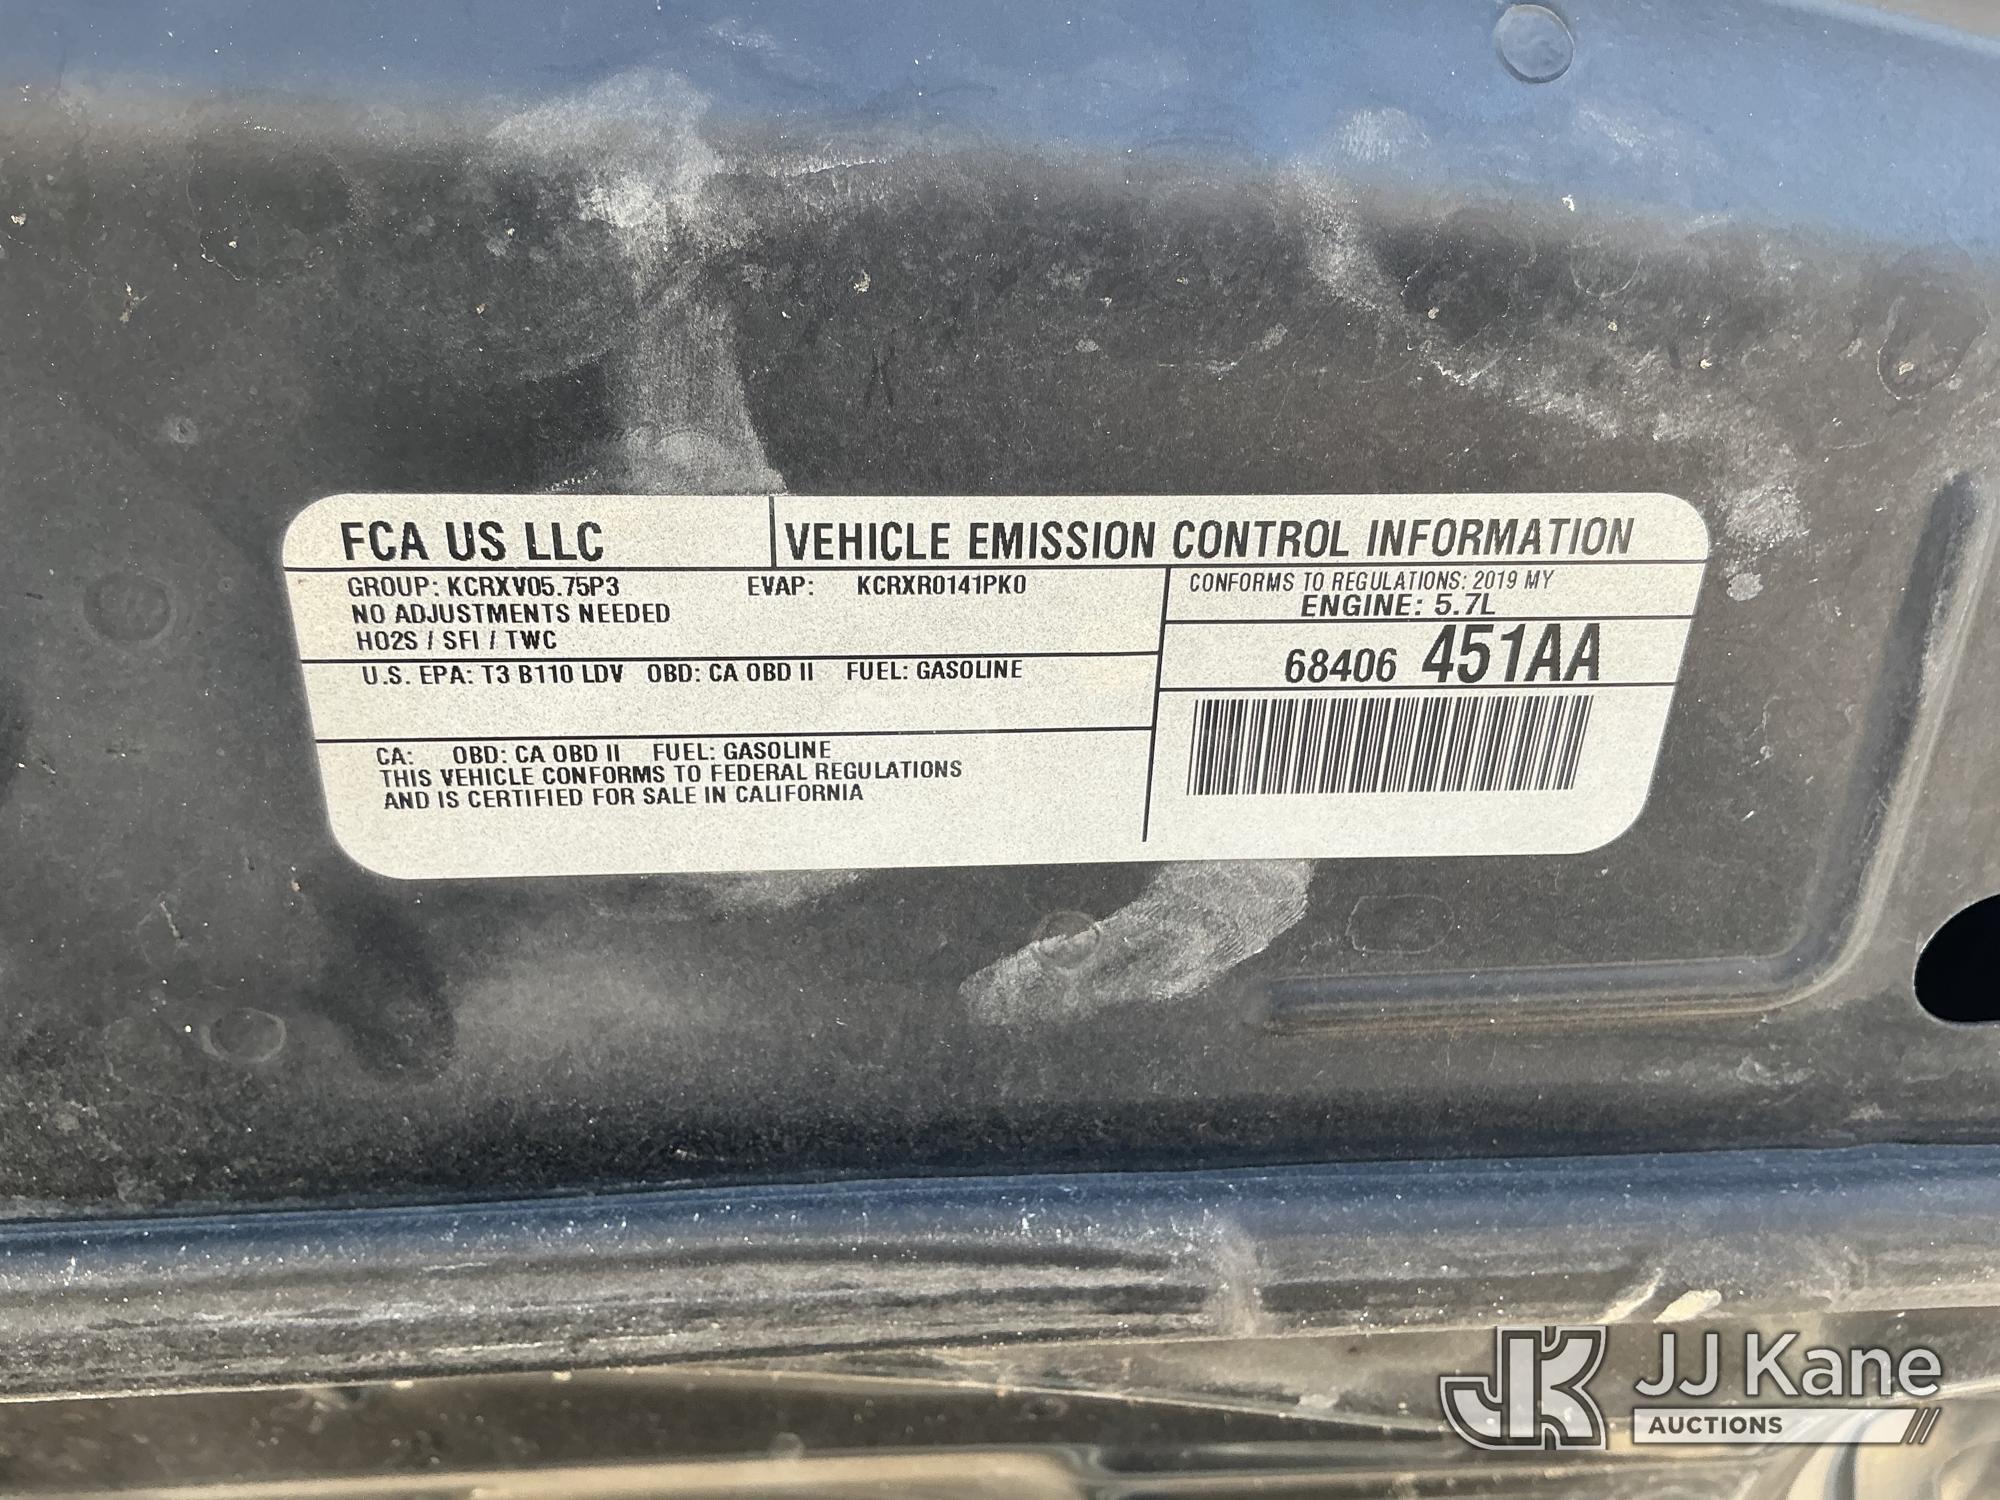 FCA US LLC
VEHICLE EMISSION CONTROL INFORMATION
GROUP: KCRXV05.75P3 EVAP: KCRXR0141PK0
NO ADJUSTMENTS NEEDED
HO2S / SFI / TWC
U.S. EPA: T3 B110 LDV OBD: CA OBD II FUEL: GASOLINE
CA: OBD: CA OBD II FUEL: GASOLINE
THIS VEHICLE CONFORMS TO FEDERAL REGULATIONS
AND IS CERTIFIED FOR SALE IN CALIFORNIA
CONFORMS TO REGULATIONS: 2019 MY
ENGINE: 5.7L
68406 451AA
JK JJ Kane
AUCTIONS